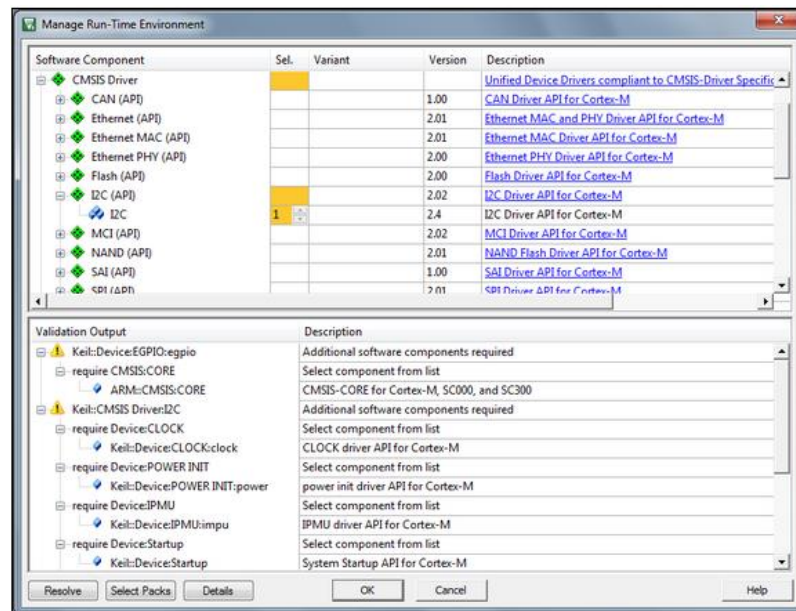 Manage Run-Time Environment
Software Component Sel. Variant Version Description
CMSIS Driver Unified Device Drivers compliant to CMSIS-Driver Specific
CAN (API) 1.00 CAN Driver API for Cortex-M
Ethernet (API) 2.01 Ethernet MAC and PHY Driver API for Cortex-M
Ethernet MAC (API) 2.01 Ethernet MAC Driver API for Cortex-M
Ethernet PHY (API) 2.00 Ethernet PHY Driver API for Cortex-M
Flash (API) 2.00 Flash Driver API for Cortex-M
I2C (API) 2.02 I2C Driver API for Cortex-M
I2C 1 2.4 I2C Driver API for Cortex-M
MCI (API) 2.02 MCI Driver API for Cortex-M
NAND (API) 2.01 NAND Flash Driver API for Cortex-M
SAI (API) 1.00 SAI Driver API for Cortex-M
SPI (API) 2.01 SPI Driver API for Cortex-M
Validation Output Description
Keil::Device:EGPIO:egpio Additional software components required
require CMSIS:CORE Select component from list
ARM::CMSIS:CORE CMSIS-CORE for Cortex-M, SC000, and SC300
Keil::CMSIS Driver:I2C Additional software components required
require Device:CLOCK Select component from list
Keil::Device:CLOCK:clock CLOCK driver API for Cortex-M
require Device:POWER INIT Select component from list
Keil::Device:POWER INIT:power power init driver API for Cortex-M
require Device:IPMU Select component from list
Keil::Device:IPMU:impu IPMU driver API for Cortex-M
require Device:Startup Select component from list
Keil::Device:Startup System Startup API for Cortex-M
Resolve Select Packs Details OK Cancel Help